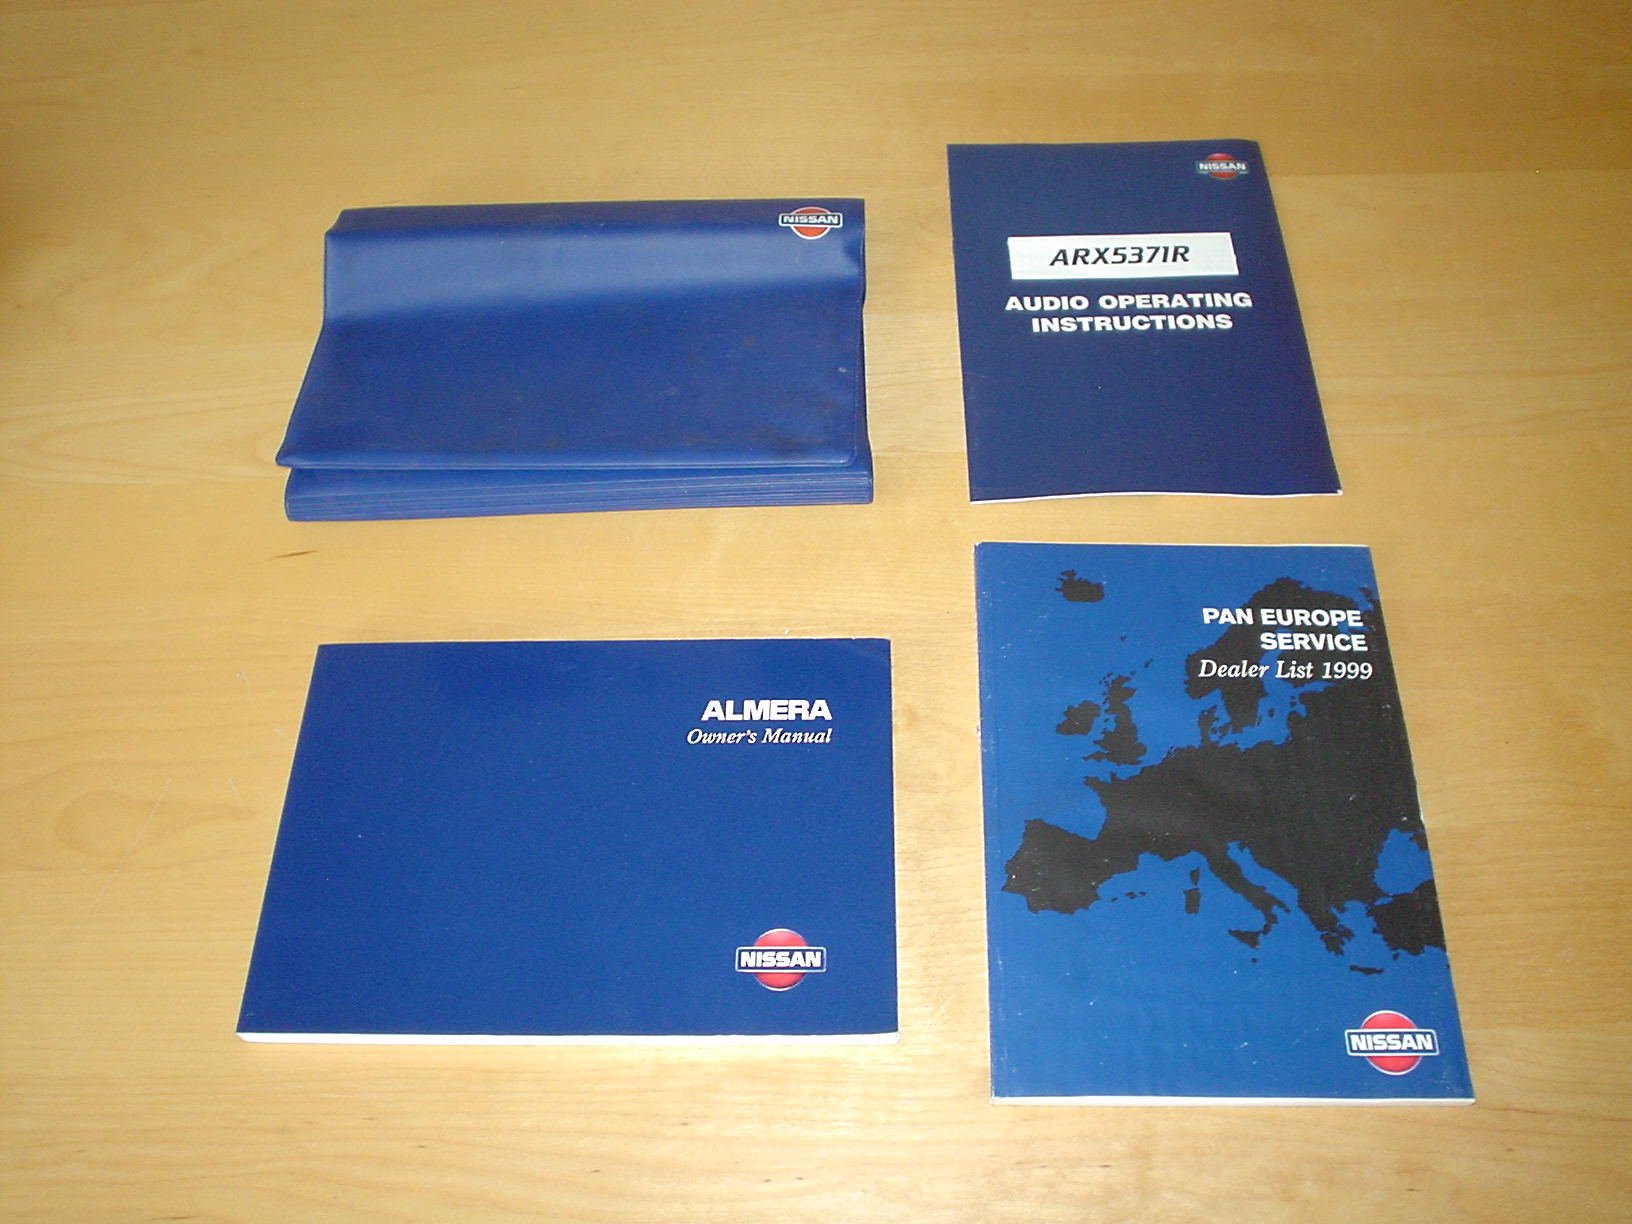 NISSAN
NISSAN
ARX5371R
AUDIO OPERATING
INSTRUCTIONS
ALMERA
Owner's Manual
NISSAN
PAN EUROPE
SERVICE
Dealer List 1999
NISSAN